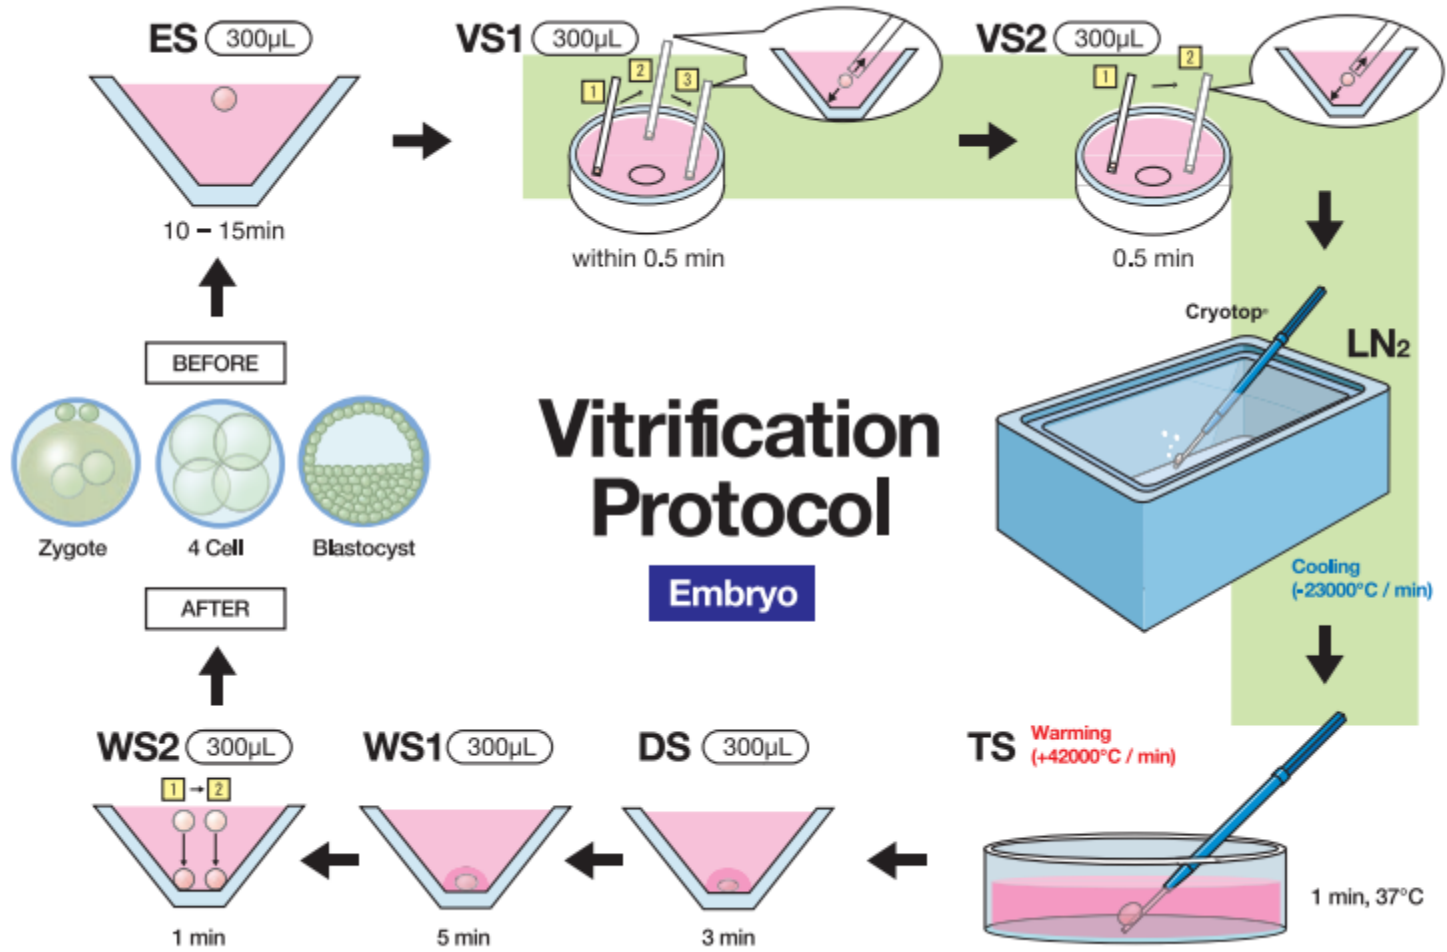 ES 300μL
10 – 15min
VS1 300μL
1
2
3
within 0.5 min
VS2 300μL
1
2
0.5 min
Cryotop®
LN2
Cooling
(-23000°C / min)
BEFORE
Zygote
4 Cell
Blastocyst
AFTER
Vitrification
Protocol
Embryo
WS2 300μL
1
2
1 min
WS1 300μL
5 min
DS 300μL
3 min
TS
Warming
(+42000°C / min)
1 min, 37°C